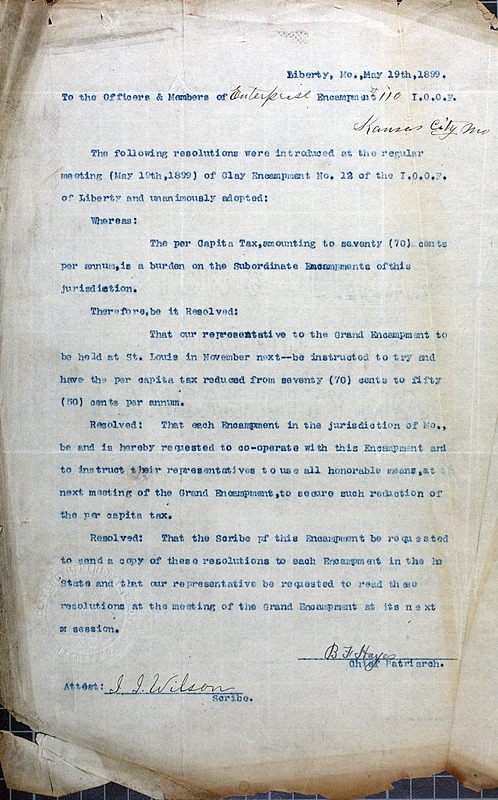 Liberty, Mo., May 19th, 1899.
To the Officers & Members of Enterprise Encampment #110 I.O.O.F.
Kansas City Mo
The following resolutions were introduced at the regular
meeting (May 19th,1899) of Clay Encampment No. 12 of the I.O.O.F.
of Liberty and unanimously adopted:
Whereas:
The per Capita Tax,amounting to seventy (70) cents
per annum,is a burden on the Subordinate Encampments ofthis
jurisdiction.
Therefore,be it Resolved:
That our representative to the Grand Encampment to
be held at St. Louis in November next--be instructed to try and
have the per capita tax reduced from seventy (70) cents to fifty
(50) cents per annum.
Resolved: That each Encampment in the jurisdiction of Mo.,
be and is hereby requested to co-operate with this Encampment and
to instruct their representatives to use all honorable means,at
next meeting of the Grand Encampment,to secure such reduction of
the per capita tax.
Resolved: That the Scribe pf this Encampment be requested
to send a copy of these resolutions to each Encampment in the
State and that our representative be requested to read these
resolutions at the meeting of the Grand Encampment at its next
session.
B F Hayes
Chief Patriarch.
Attest: J. J. Wilson
Scribe.